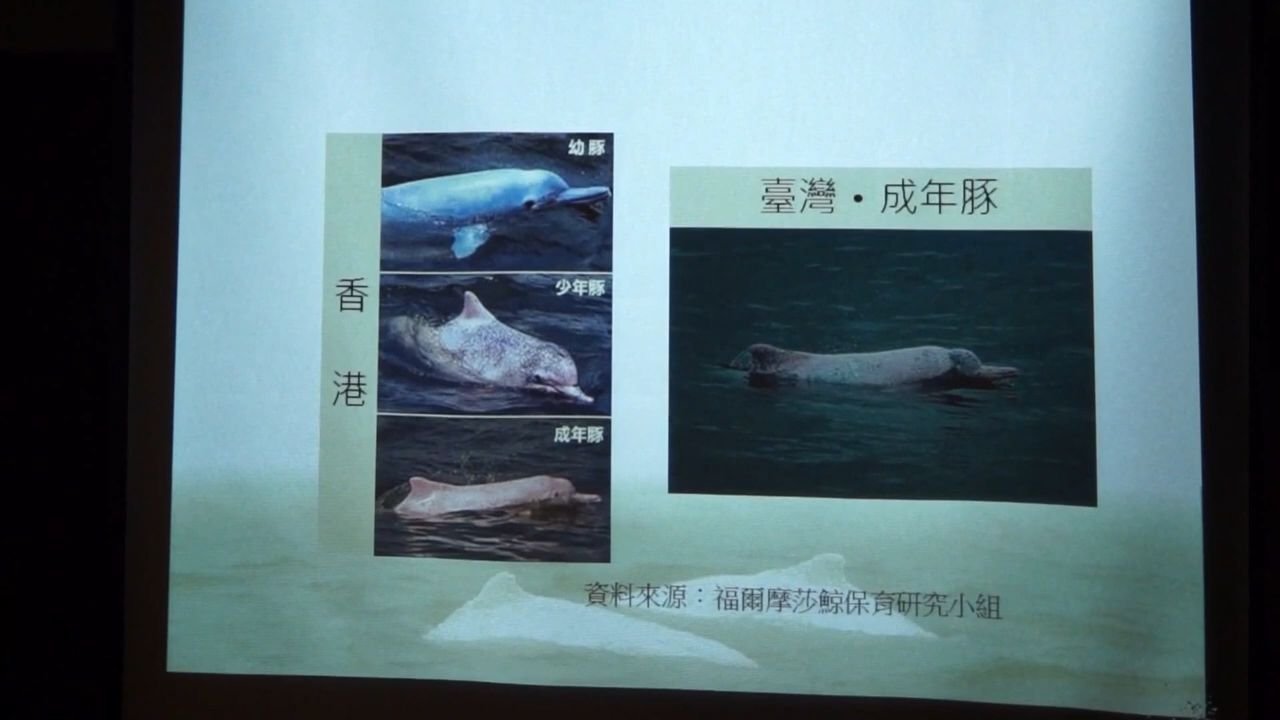 香港
幼豚
少年豚
成年豚
臺灣•成年豚
資料來源：福爾摩莎鯨保育研究小組